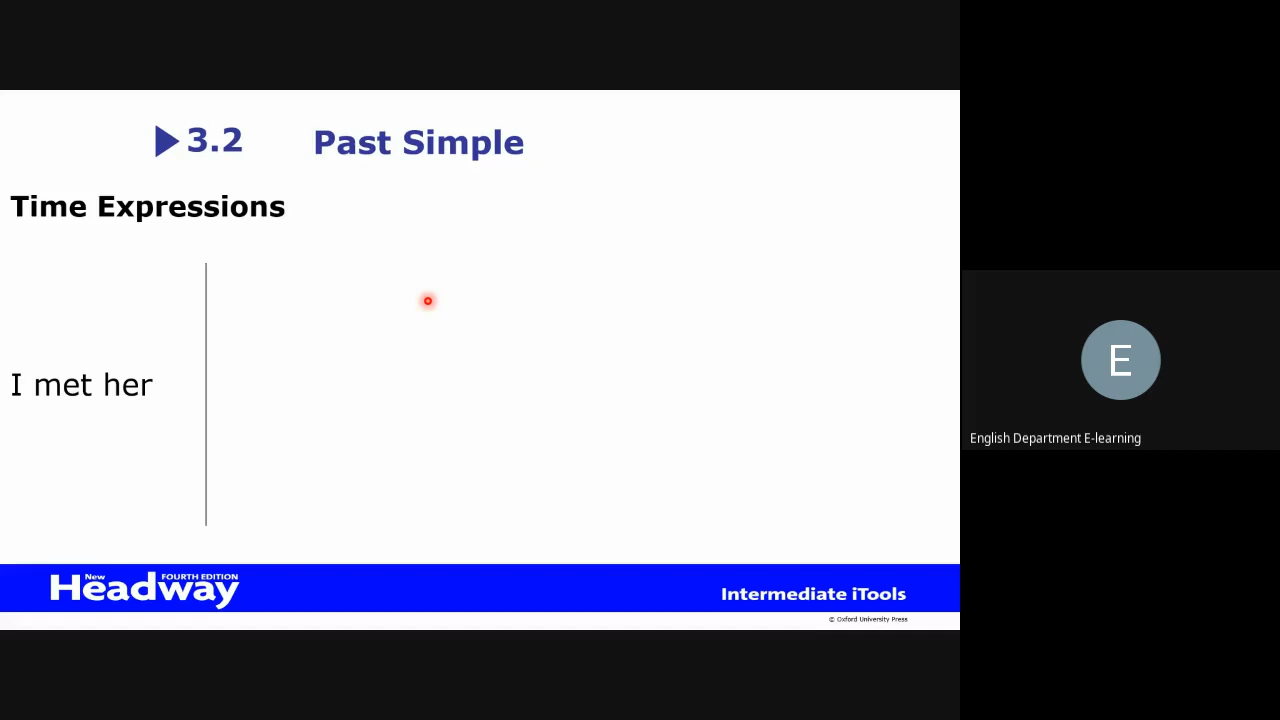 3.2 Past Simple
Time Expressions
I met her
New
Headway
FOURTH EDITION
Intermediate iTools
© Oxford University Press
E
English Department E-learning